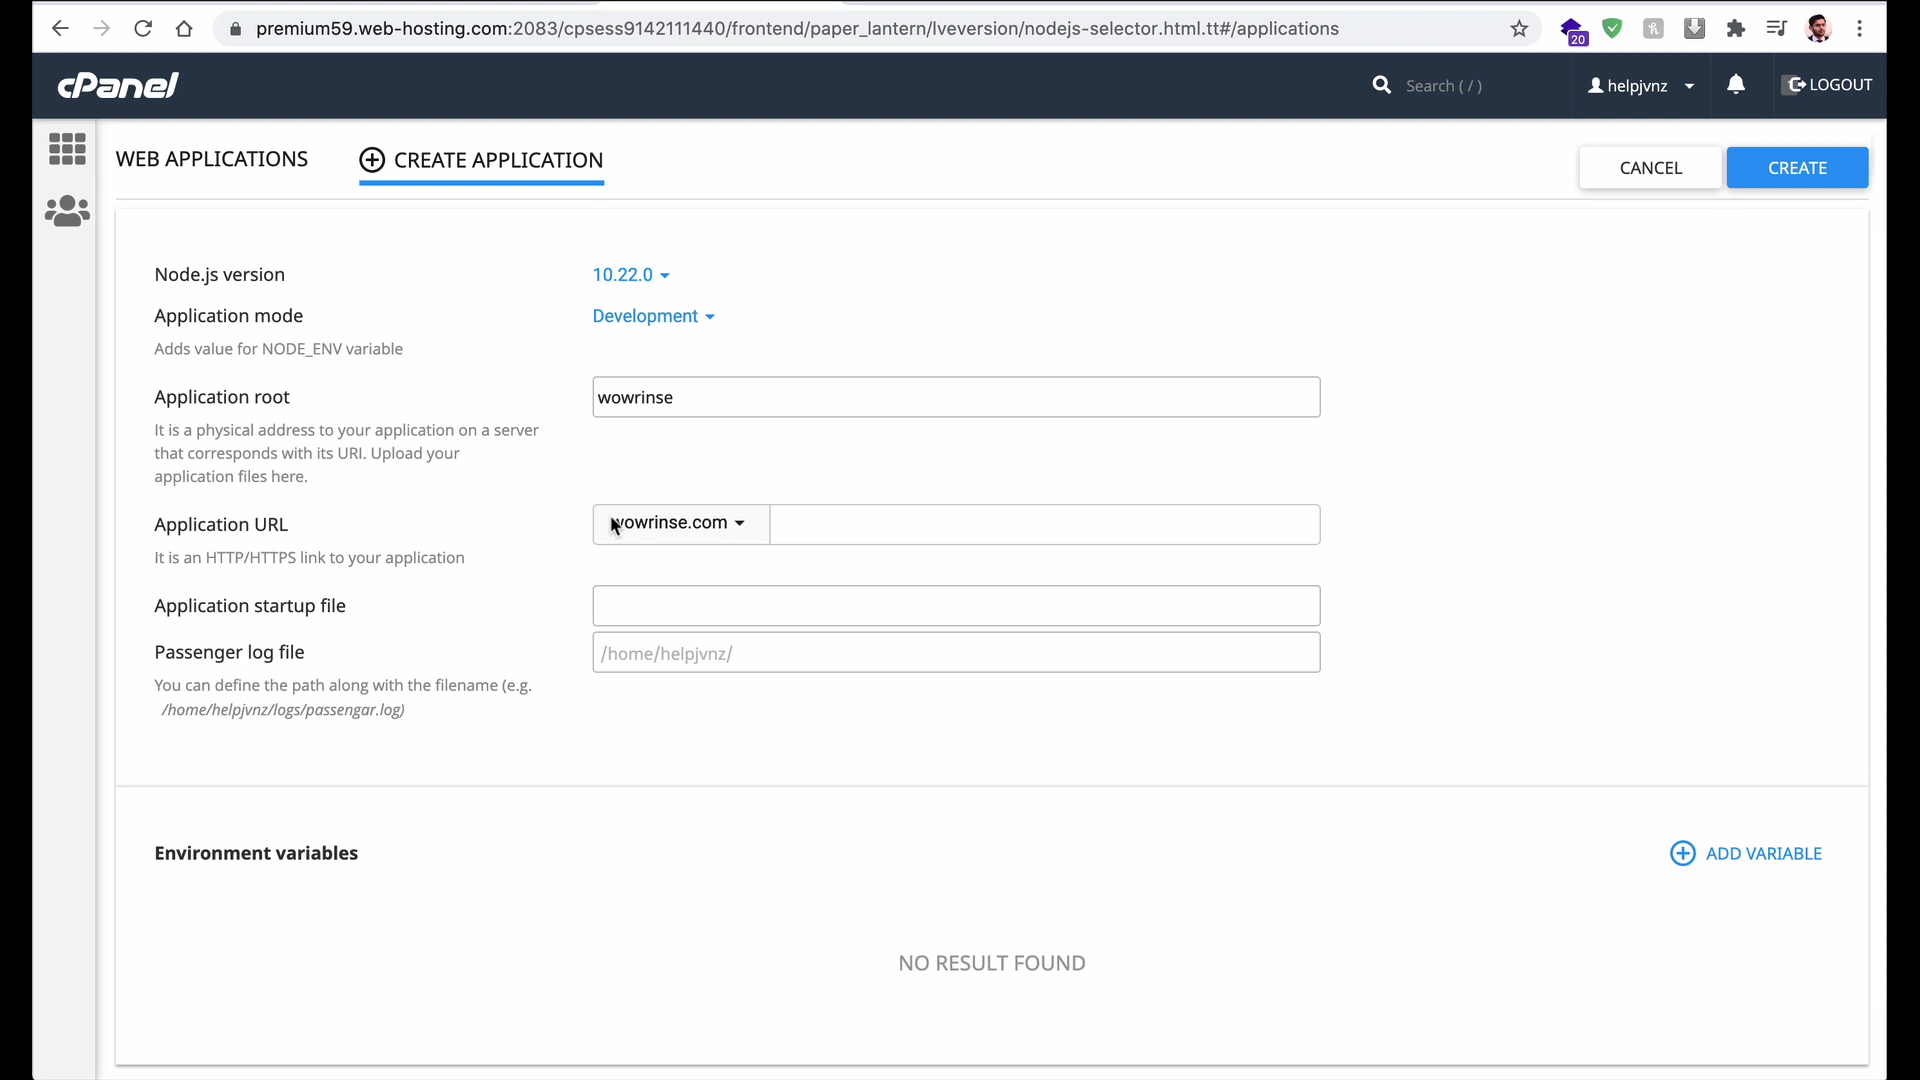 premium59.web-hosting.com:2083/cpsess9142111440/frontend/paper_lantern/lveversion/nodejs-selector.html.tt#/applications
20
cPanel
Search ( / )
helpjvnz
LOGOUT
WEB APPLICATIONS
CREATE APPLICATION
CANCEL
CREATE
Node.js version
10.22.0
Application mode
Development
Adds value for NODE_ENV variable
Application root
wowrinse
It is a physical address to your application on a server
that corresponds with its URI. Upload your
application files here.
Application URL
wowrinse.com
It is an HTTP/HTTPS link to your application
Application startup file
Passenger log file
/home/helpjvnz/
You can define the path along with the filename (e.g.
/home/helpjvnz/logs/passengar.log)
Environment variables
ADD VARIABLE
NO RESULT FOUND